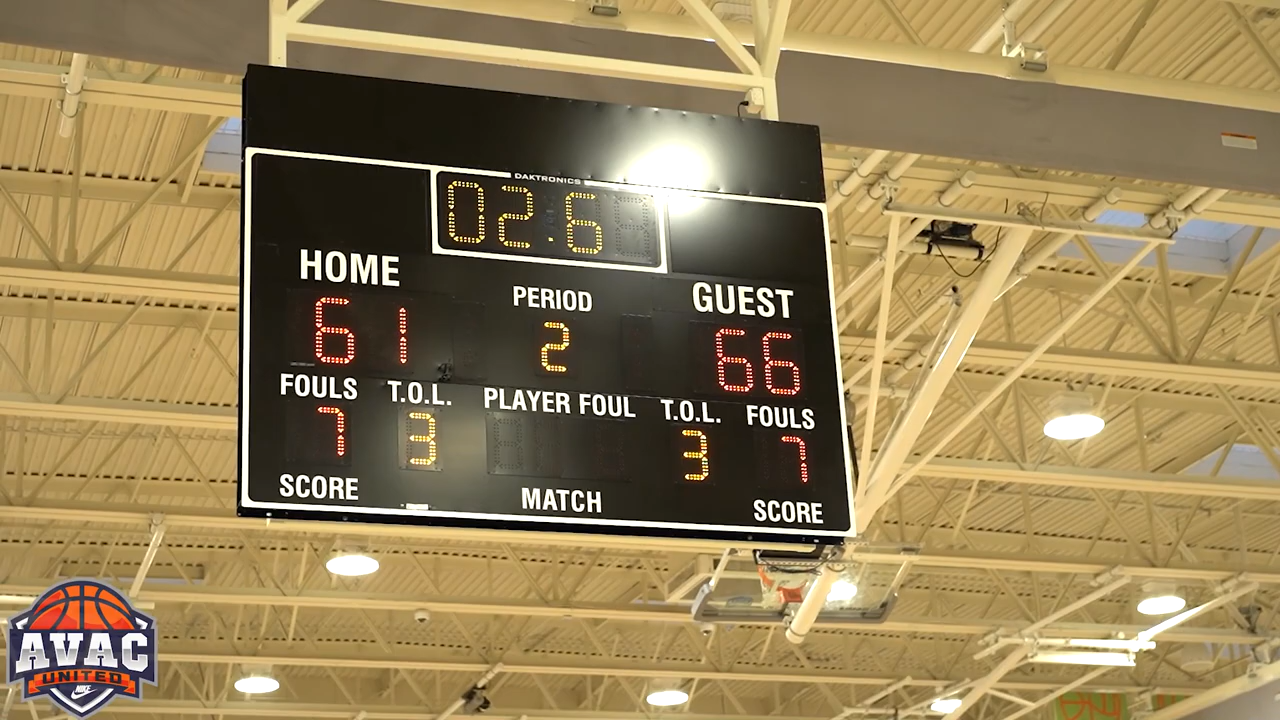 DAKTRONICS
02.6
HOME
PERIOD
GUEST
61
2
66
FOULS T.O.L. PLAYER FOUL T.O.L. FOULS
7 3 3 7
SCORE MATCH SCORE
AVAC
UNITED
NIKE